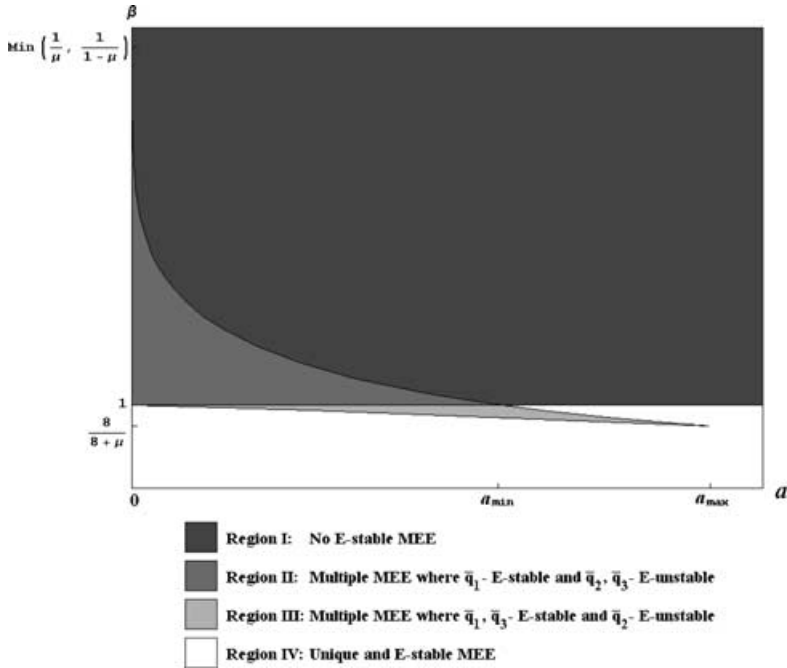 β
Min ( 1/μ , 1/(1 - μ) )
1
8/(8 + μ)
0 a_min a_max a
Region I: No E-stable MEE
Region II: Multiple MEE where q̄₁- E-stable and q̄₂, q̄₃- E-unstable
Region III: Multiple MEE where q̄₁, q̄₃- E-stable and q̄₂- E-unstable
Region IV: Unique and E-stable MEE